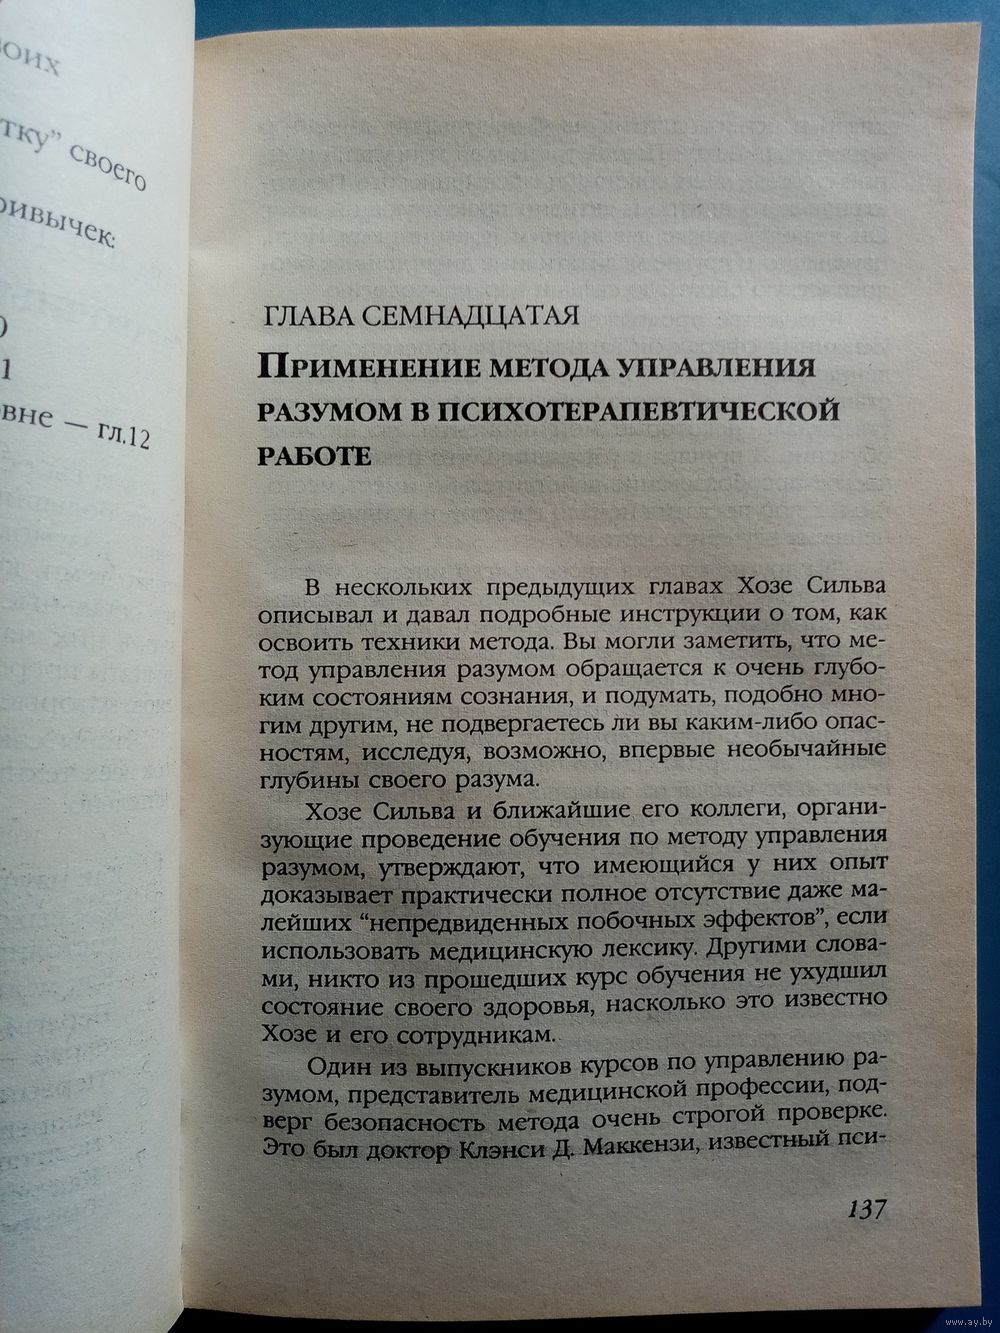 воих
тку” своего
ривычек:
вне — гл.12
ГЛАВА СЕМНАДЦАТАЯ
ПРИМЕНЕНИЕ МЕТОДА УПРАВЛЕНИЯ
РАЗУМОМ В ПСИХОТЕРАПЕВТИЧЕСКОЙ
РАБОТЕ
В нескольких предыдущих главах Хозе Сильва
описывал и давал подробные инструкции о том, как
освоить техники метода. Вы могли заметить, что ме-
тод управления разумом обращается к очень глубо-
ким состояниям сознания, и подумать, подобно мно-
гим другим, не подвергаетесь ли вы каким-либо опас-
ностям, исследуя, возможно, впервые необычайные
глубины своего разума.
Хозе Сильва и ближайшие его коллеги, органи-
зующие проведение обучения по методу управления
разумом, утверждают, что имеющийся у них опыт
доказывает практически полное отсутствие даже ма-
лейших “непредвиденных побочных эффектов”, если
использовать медицинскую лексику. Другими слова-
ми, никто из прошедших курс обучения не ухудшил
состояние своего здоровья, насколько это известно
Хозе и его сотрудникам.
Один из выпускников курсов по управлению ра-
зумом, представитель медицинской профессии, под-
верг безопасность метода очень строгой проверке.
Это был доктор Клэнси Д. Маккензи, известный пси-
137
www.ay.by